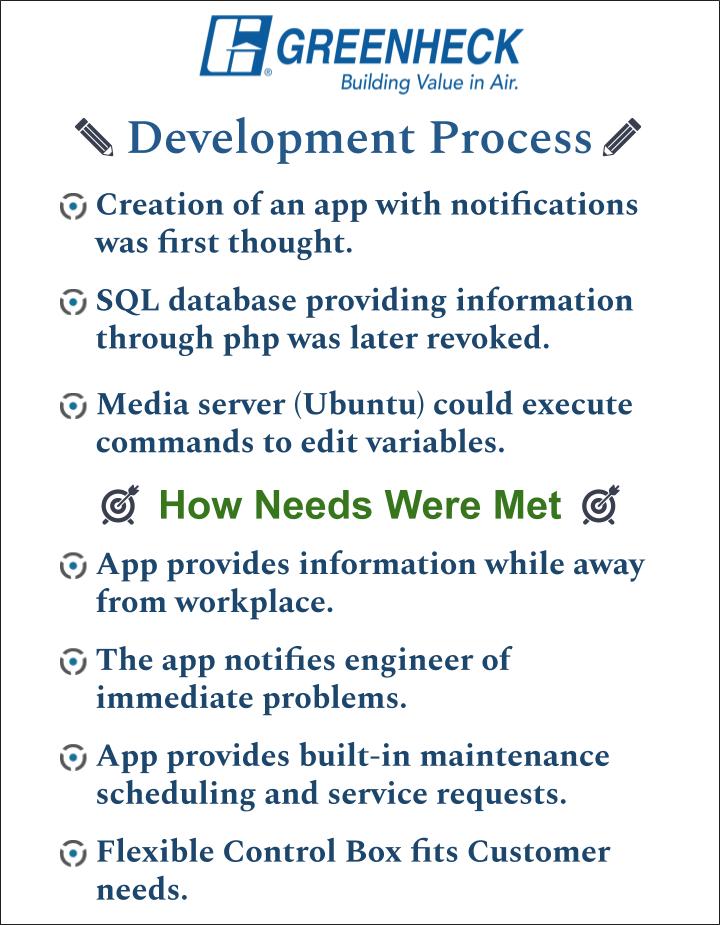 GREENHECK
®
Building Value in Air.
Development Process
Creation of an app with notifications
was first thought.
SQL database providing information
through php was later revoked.
Media server (Ubuntu) could execute
commands to edit variables.
How Needs Were Met
App provides information while away
from workplace.
The app notifies engineer of
immediate problems.
App provides built-in maintenance
scheduling and service requests.
Flexible Control Box fits Customer
needs.